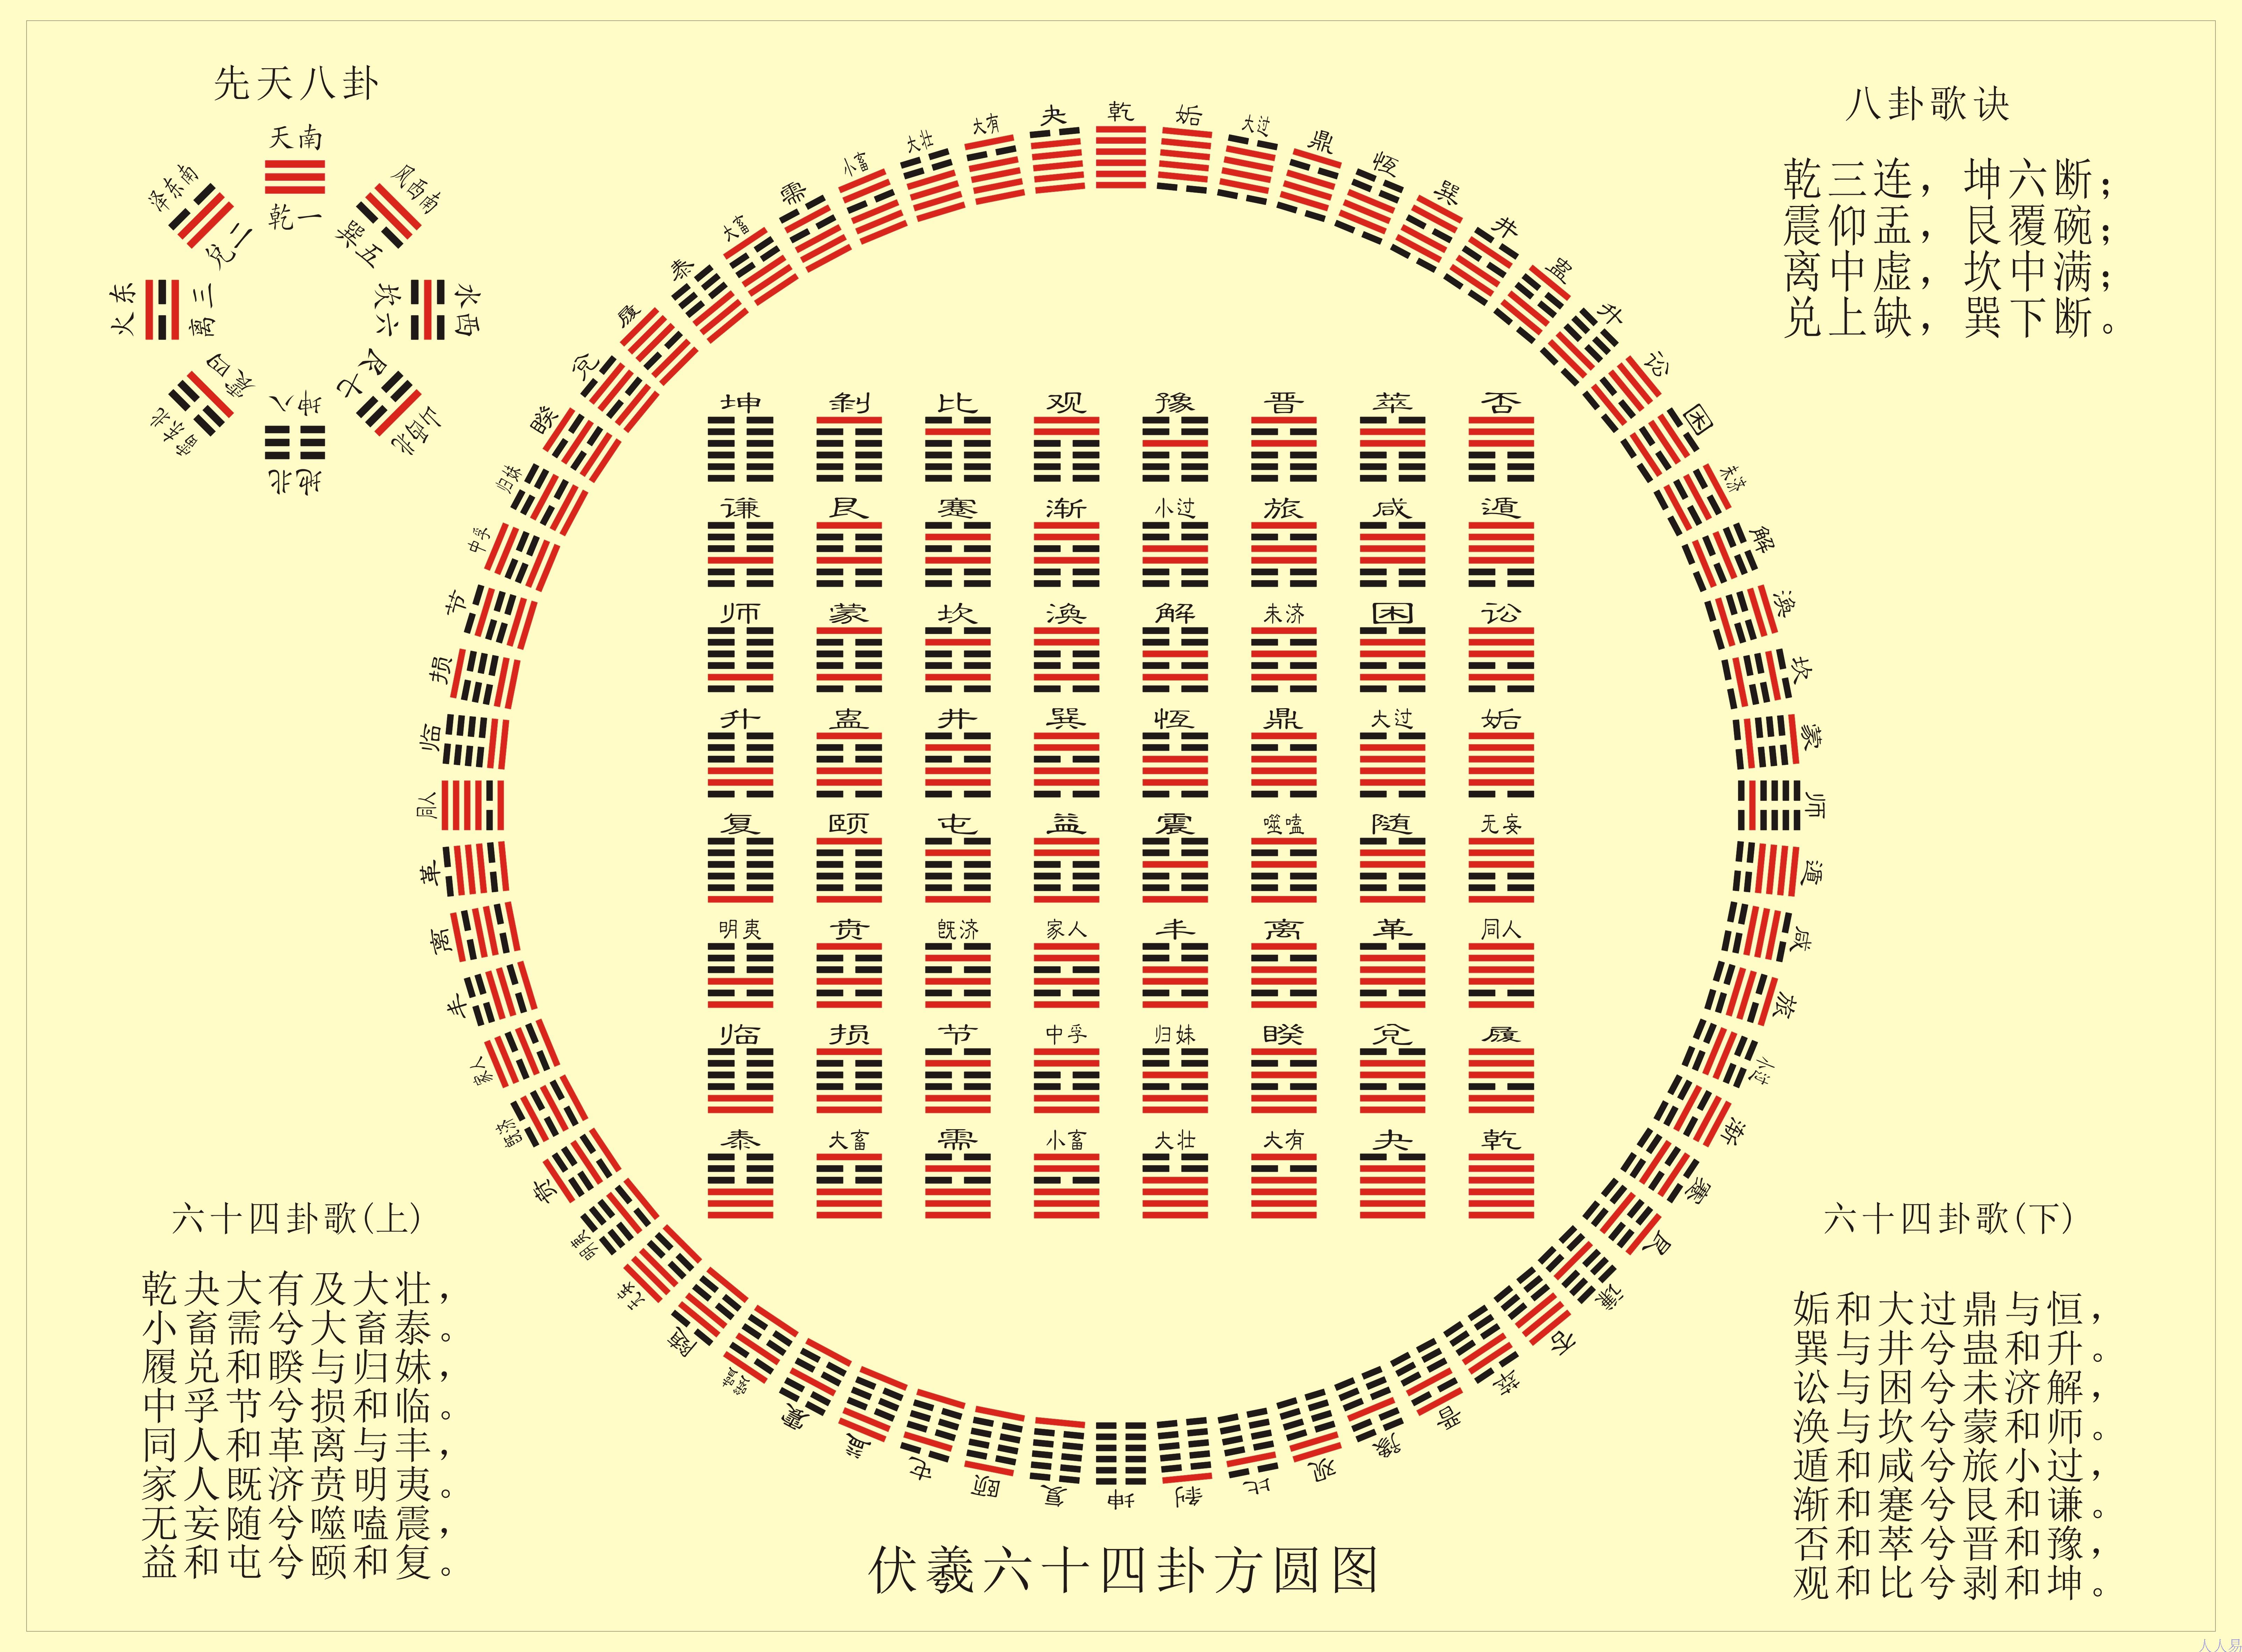 先天八卦
天南
乾一
泽东南
兑二
风西南
巽五
火东
离三
水西
坎六
雷东北
震四
山西北
艮七
坤八
地北
八卦歌诀
乾三连，坤六断；
震仰盂，艮覆碗；
离中虚，坎中满；
兑上缺，巽下断。
乾 姤 大过 鼎 恆 巽 井 蛊 升 讼 困 未济 解 涣 坎 蒙 师 遁 咸 旅 小过 渐 蹇 艮 谦 否 萃 晋 豫 观 比 剝 坤
夬 大有 大壮 小畜 需 大畜 泰 履 兌 睽 归妹 中孚 节 损 临 同人 革 离 丰 家人 既济 贲 明夷 无妄 随 噬嗑 震 益 屯 颐 复
坤 剝 比 观 豫 晋 萃 否
谦 艮 蹇 渐 小过 旅 咸 遁
师 蒙 坎 渙 解 未济 困 讼
升 蛊 井 巽 恆 鼎 大过 姤
复 颐 屯 益 震 噬嗑 随 无妄
明夷 贲 既济 家人 丰 离 革 同人
临 损 节 中孚 归妹 睽 兌 履
泰 大畜 需 小畜 大壮 大有 夬 乾
六十四卦歌(上)
乾夬大有及大壮，
小畜需兮大畜泰。
履兑和睽与归妹，
中孚节兮损和临。
同人和革离与丰，
家人既济贲明夷。
无妄随兮噬嗑震，
益和屯兮颐和复。
六十四卦歌(下)
姤和大过鼎与恒，
巽与井兮蛊和升。
讼与困兮未济解，
涣与坎兮蒙和师。
遁和咸兮旅小过，
渐和蹇兮艮和谦。
否和萃兮晋和豫，
观和比兮剥和坤。
伏羲六十四卦方圆图
人人易